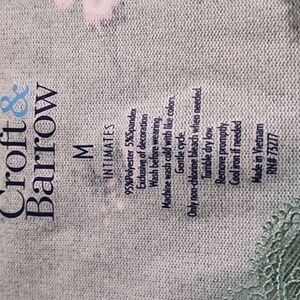 Croft&
Barrow
M
INTIMATES
95%Polyester 5%Spandex
Exclusive of decoration
Wash before wearing.
Machine wash cold with like colors.
Gentle cycle.
Only non-chlorine bleach when needed.
Tumble dry low.
Remove promptly.
Cool iron if needed
Made in Vietnam
RN# 73277